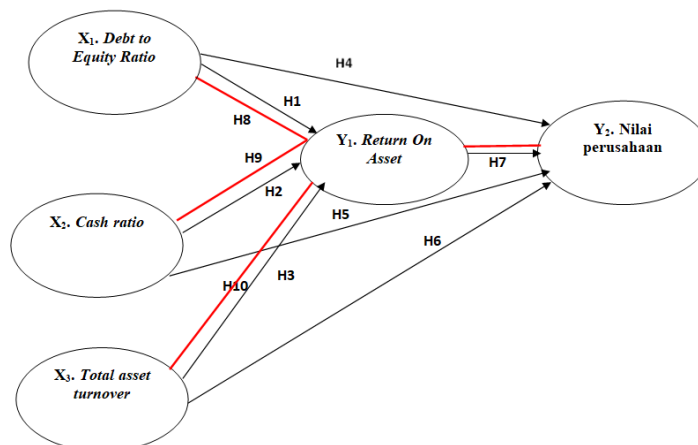 X₁. Debt to
Equity Ratio
H4
H1
H8
Y₁. Return On
Asset
Y₂. Nilai
perusahaan
H9
H7
H2
X₂. Cash ratio
H5
H6
H3
H10
X₃. Total asset
turnover